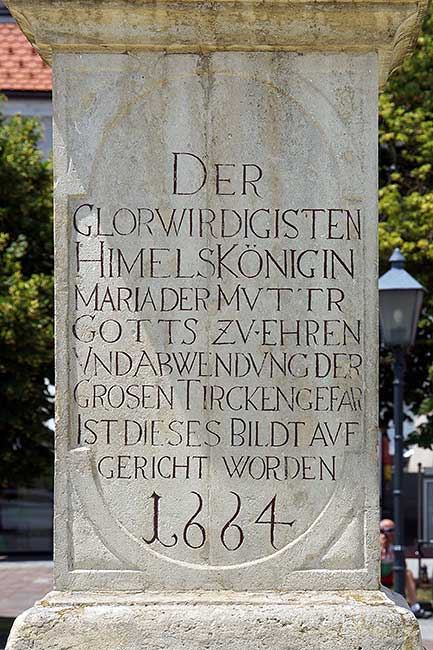 DER
GLORWIRDIGISTEN
HIMELSKÖNIGIN
MARIA DER MVTTR
GOTTS ZV·EHREN
VND ABWENDVNG DER
GROSEN TIRCKENGEFAR
IST DIESES BILDT AVF
GERICHT WORDEN
1664